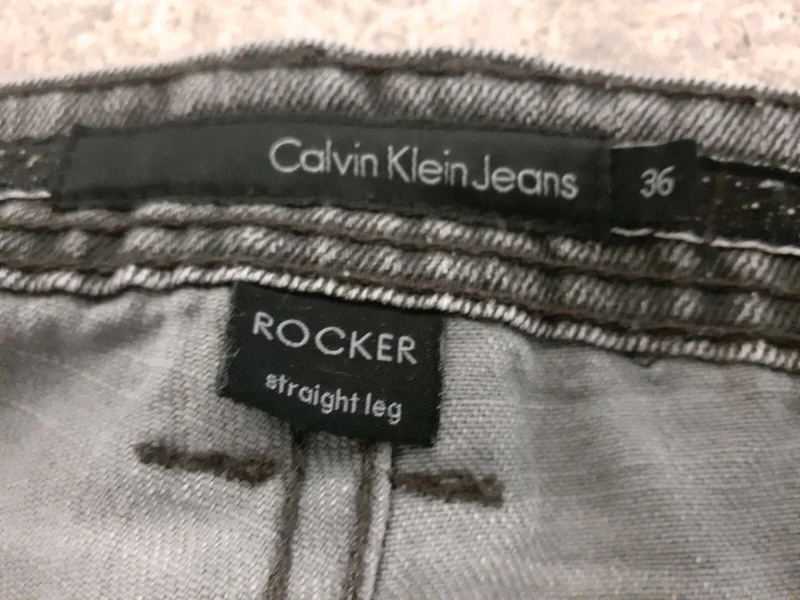 Calvin Klein Jeans 36
ROCKER
straight leg